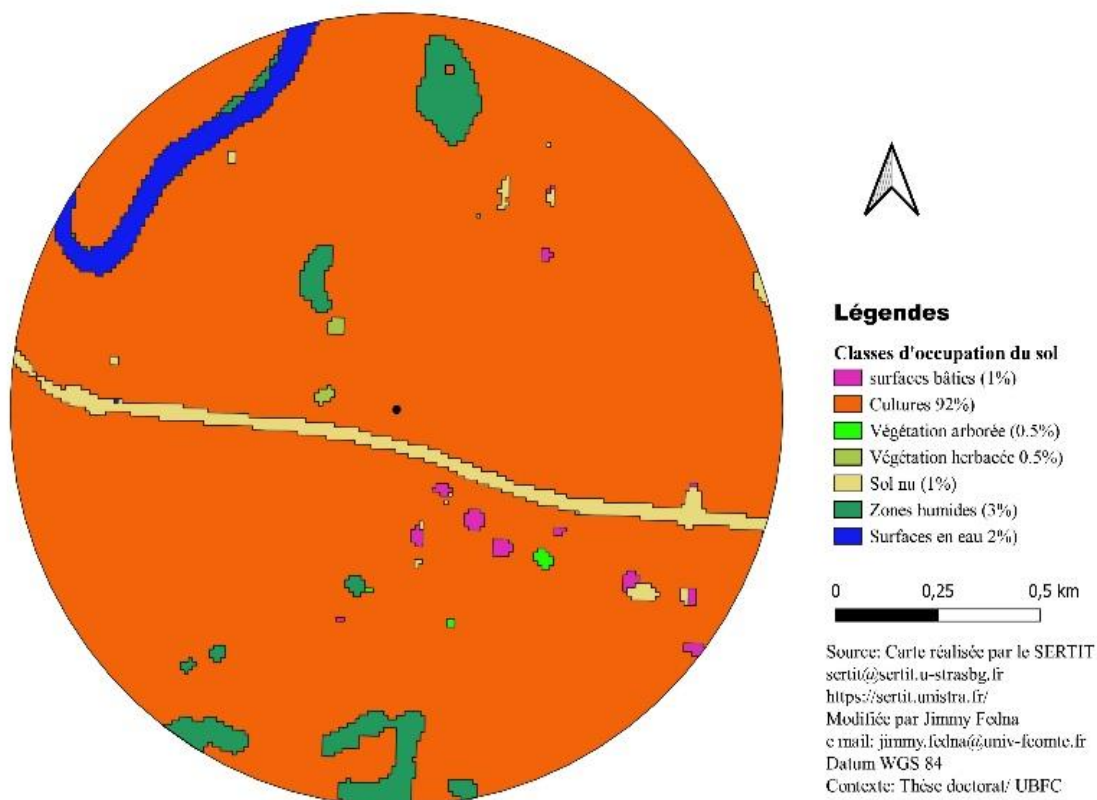 Légendes
Classes d'occupation du sol
surfaces bâties (1%)
Cultures 92%)
Végétation arborée (0.5%)
Végétation herbacée 0.5%)
Sol nu (1%)
Zones humides (3%)
Surfaces en eau 2%)
0 0,25 0,5 km
Source: Carte réalisée par le SERTIT
sertit@sertit.u-strasbg.fr
https://sertit.unistra.fr/
Modifiée par Jimmy Fedna
e mail: jimmy.fedna@univ-fcomte.fr
Datum WGS 84
Contexte: Thèse doctorat/ UBFC